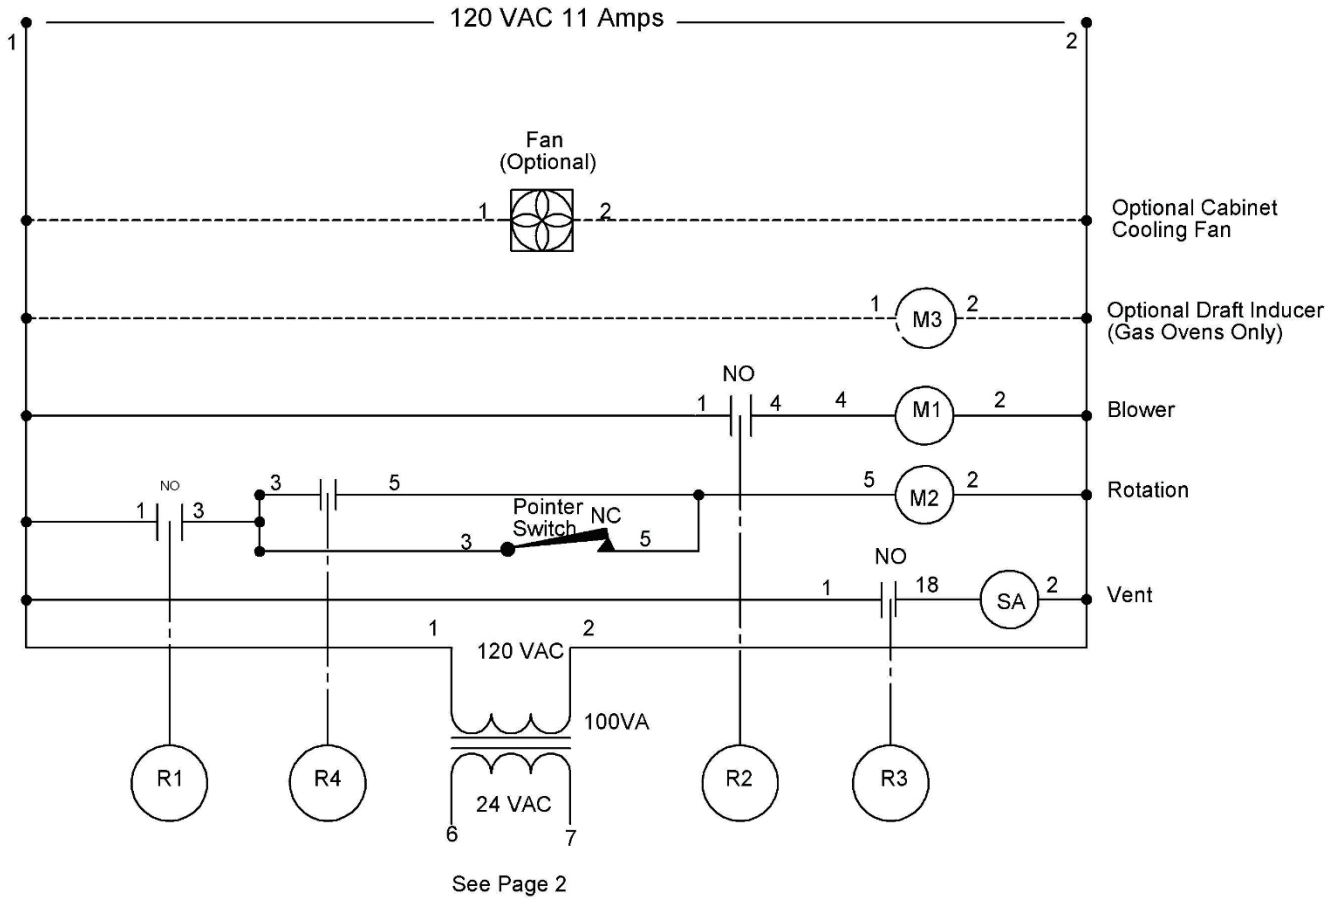 120 VAC 11 Amps
1
2
Fan
(Optional)
1
2
Optional Cabinet
Cooling Fan
1
M3
2
Optional Draft Inducer
(Gas Ovens Only)
NO
1
4
4
M1
2
Blower
NO
1
3
3
5
5
M2
2
Rotation
Pointer
Switch
NC
3
5
NO
1
18
SA
2
Vent
1
2
120 VAC
100VA
R1
R4
R2
R3
24 VAC
6
7
See Page 2